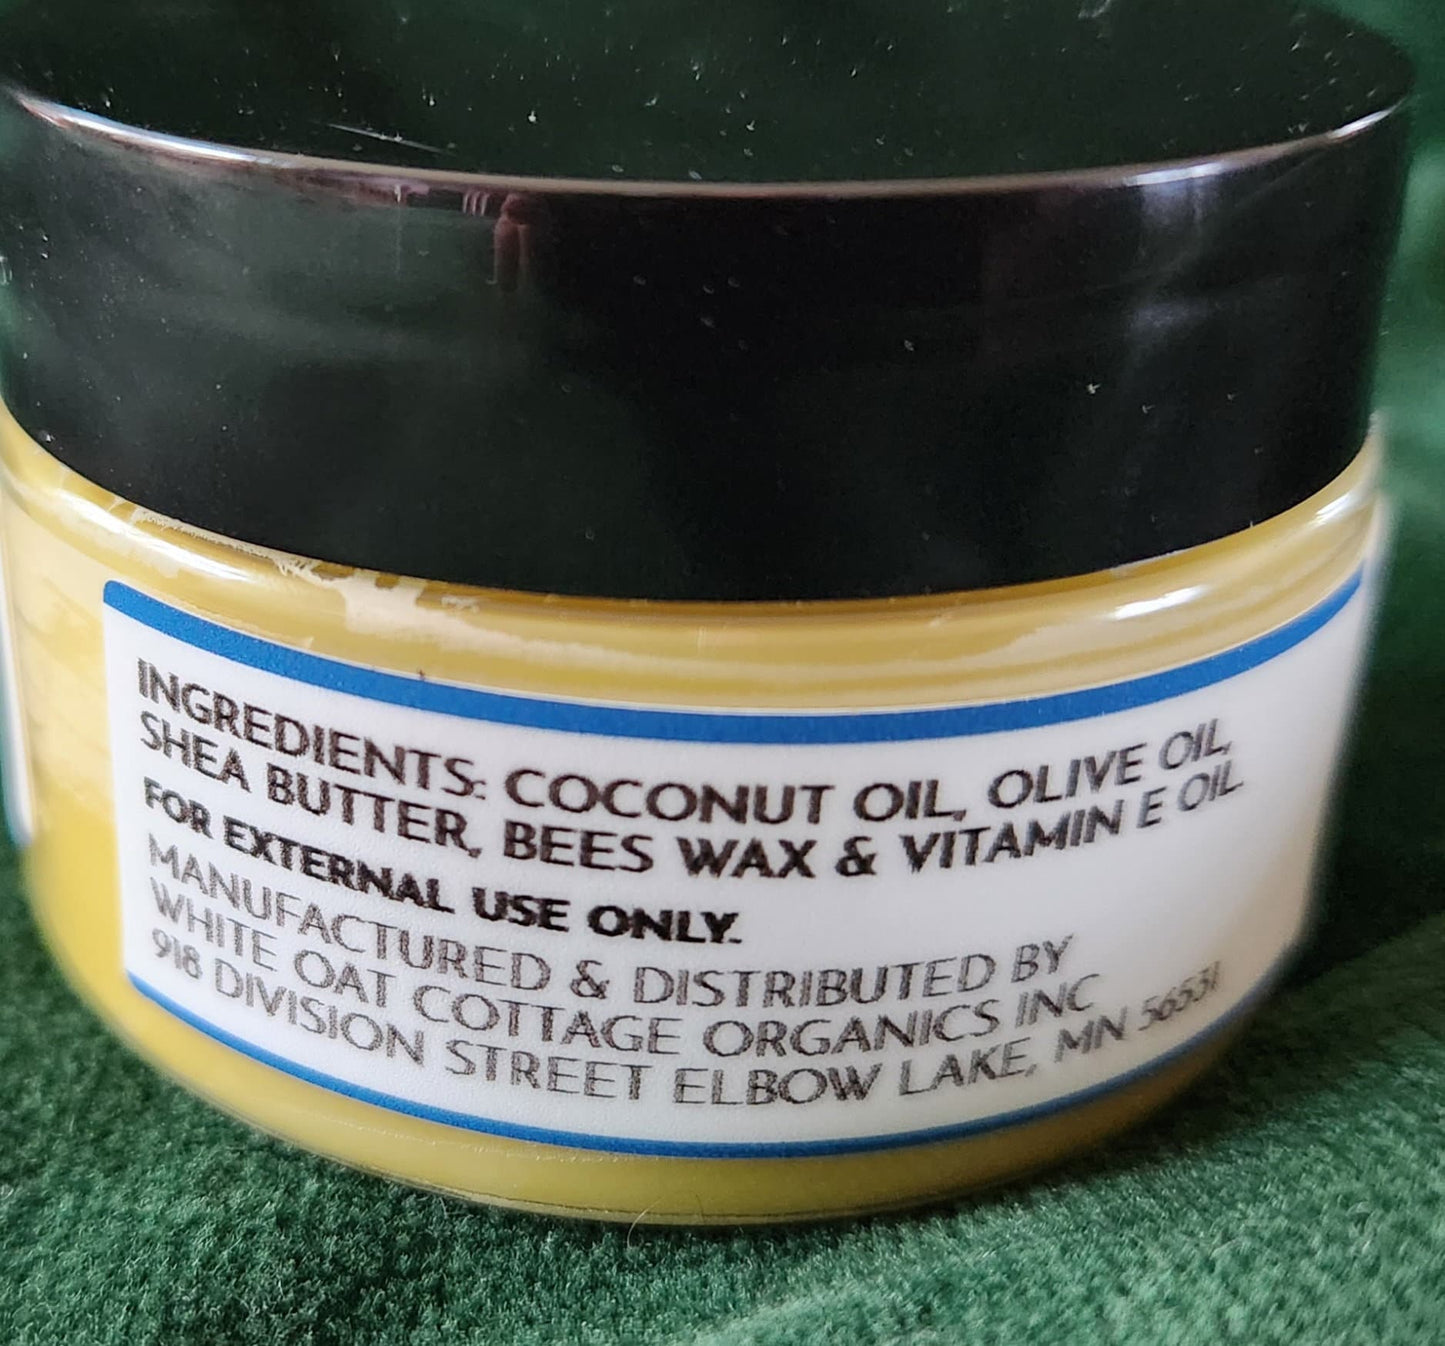 INGREDIENTS: COCONUT OIL, OLIVE OIL,
SHEA BUTTER, BEES WAX & VITAMIN E OIL
FOR EXTERNAL USE ONLY.
MANUFACTURED & DISTRIBUTED BY
WHITE OAT COTTAGE ORGANICS INC
918 DIVISION STREET ELBOW LAKE, MN 56531